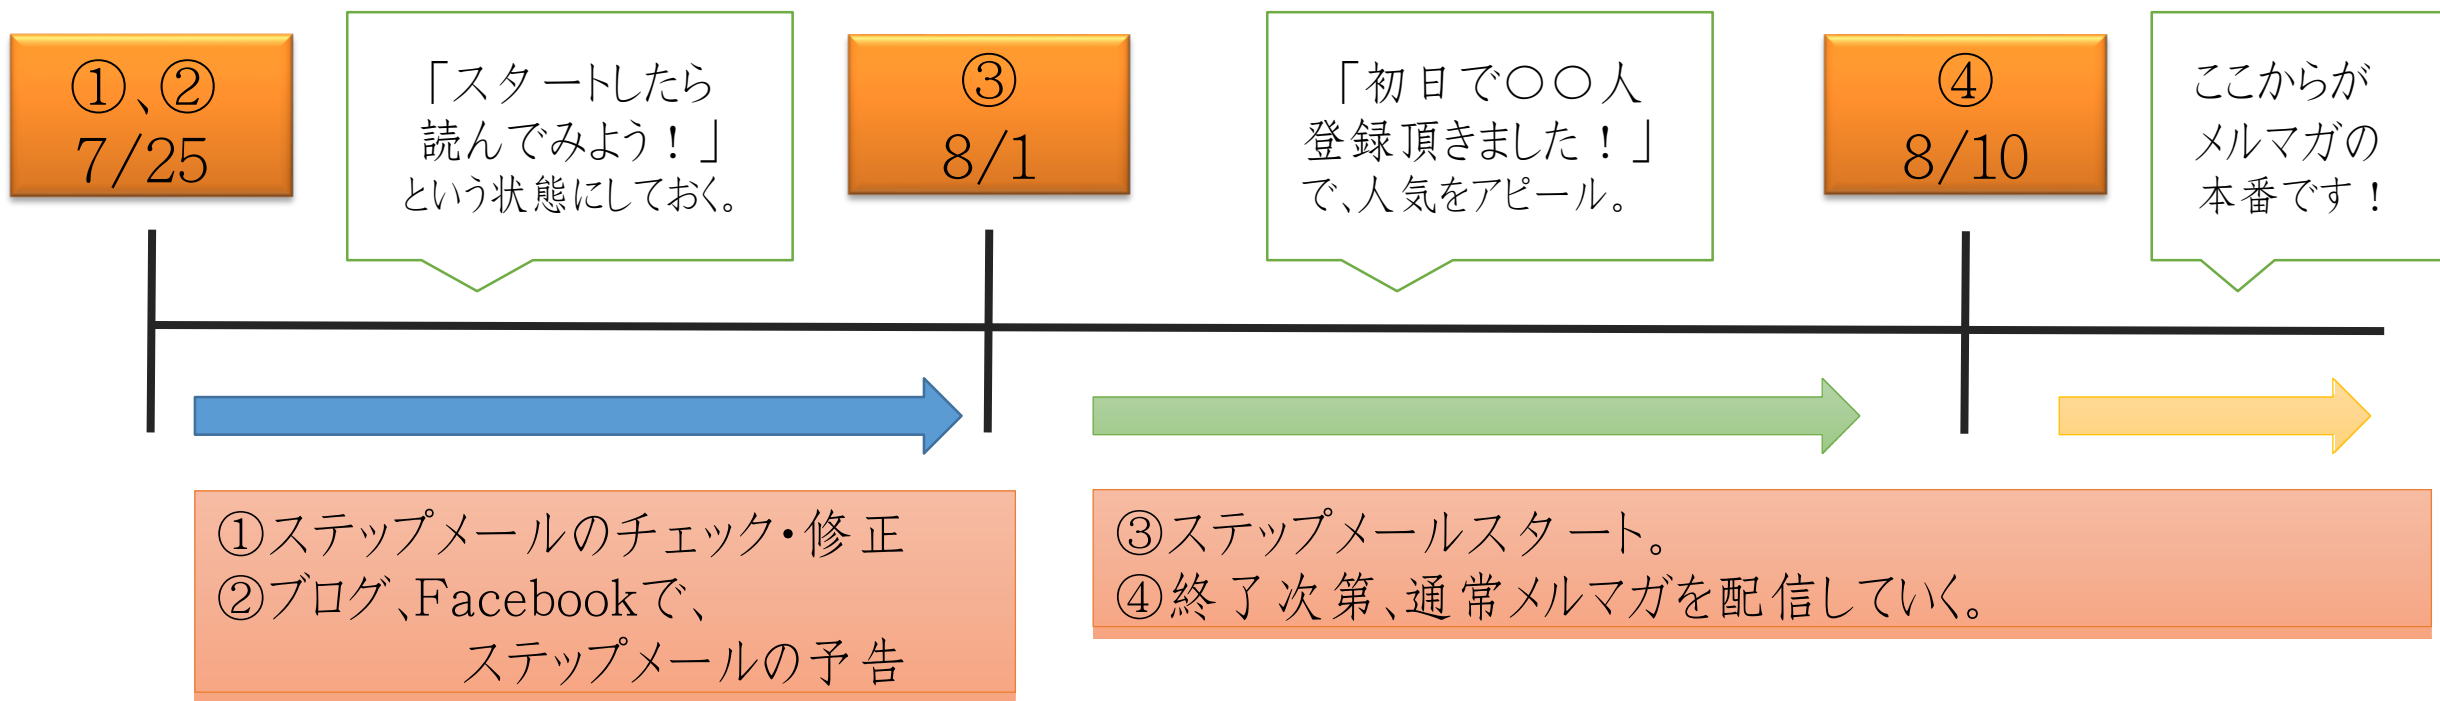 ①、②
7/25
「スタートしたら
読んでみよう！」
という状態にしておく。
③
8/1
「初日で〇〇人
登録頂きました！」
で、人気をアピール。
④
8/10
ここからが
メルマガの
本番です！
①ステップメールのチェック・修正
②ブログ、Facebookで、
ステップメールの予告
③ステップメールスタート。
④終了次第、通常メルマガを配信していく。